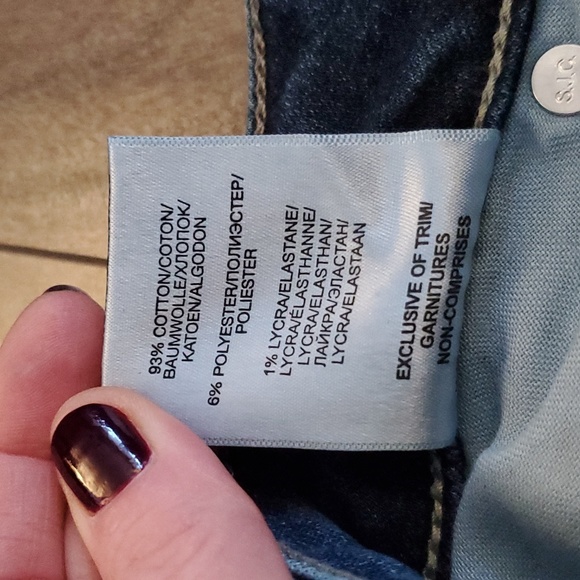 93% COTTON/COTON/
BAUMWOLLE/ХЛОПОК/
KATOEN/ALGODON
6% POLYESTER/ПОЛИЭСТЕР/
POLIESTER
1% LYCRA/ELASTANE/
LYCRA/ÉLASTHANNE/
LYCRA/ELASTHAN/
ЛАЙКРА/ЭЛАСТАН/
LYCRA/ELASTAAN
EXCLUSIVE OF TRIM/
GARNITURES
NON-COMPRISES
S.J.C.